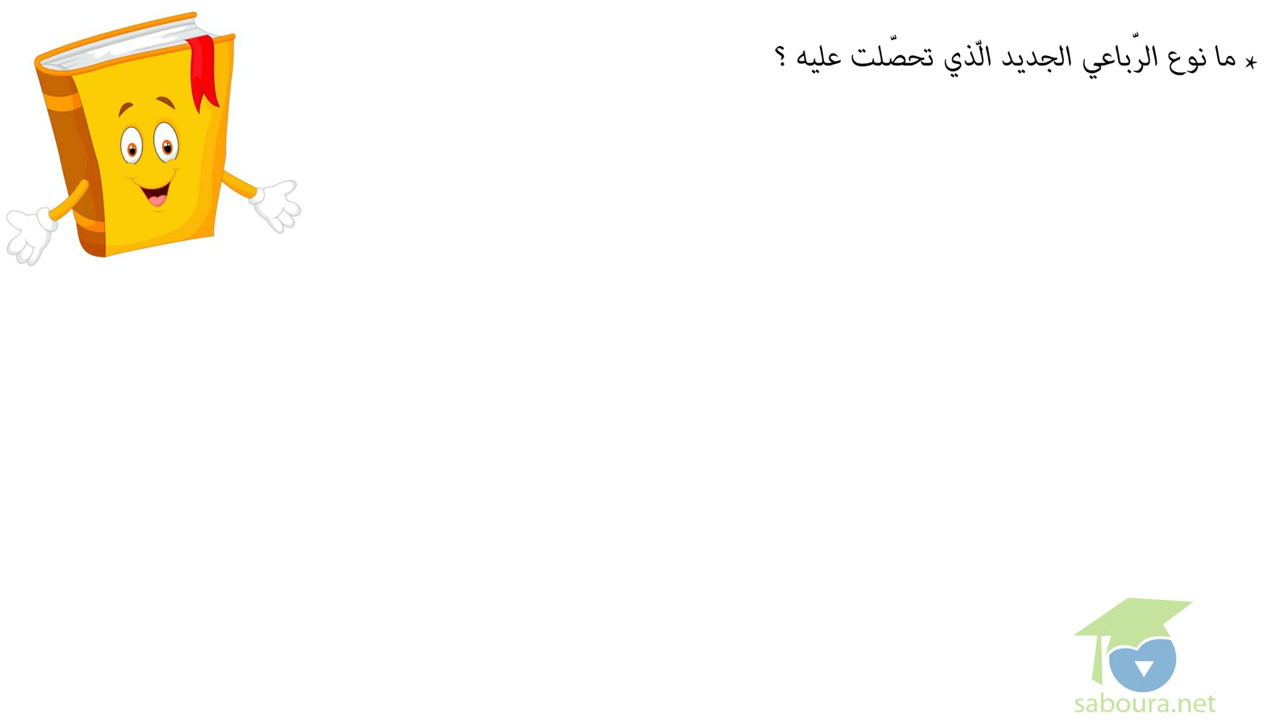 * ما نوع الرّباعي الجديد الّذي تحصّلت عليه ؟
saboura.net